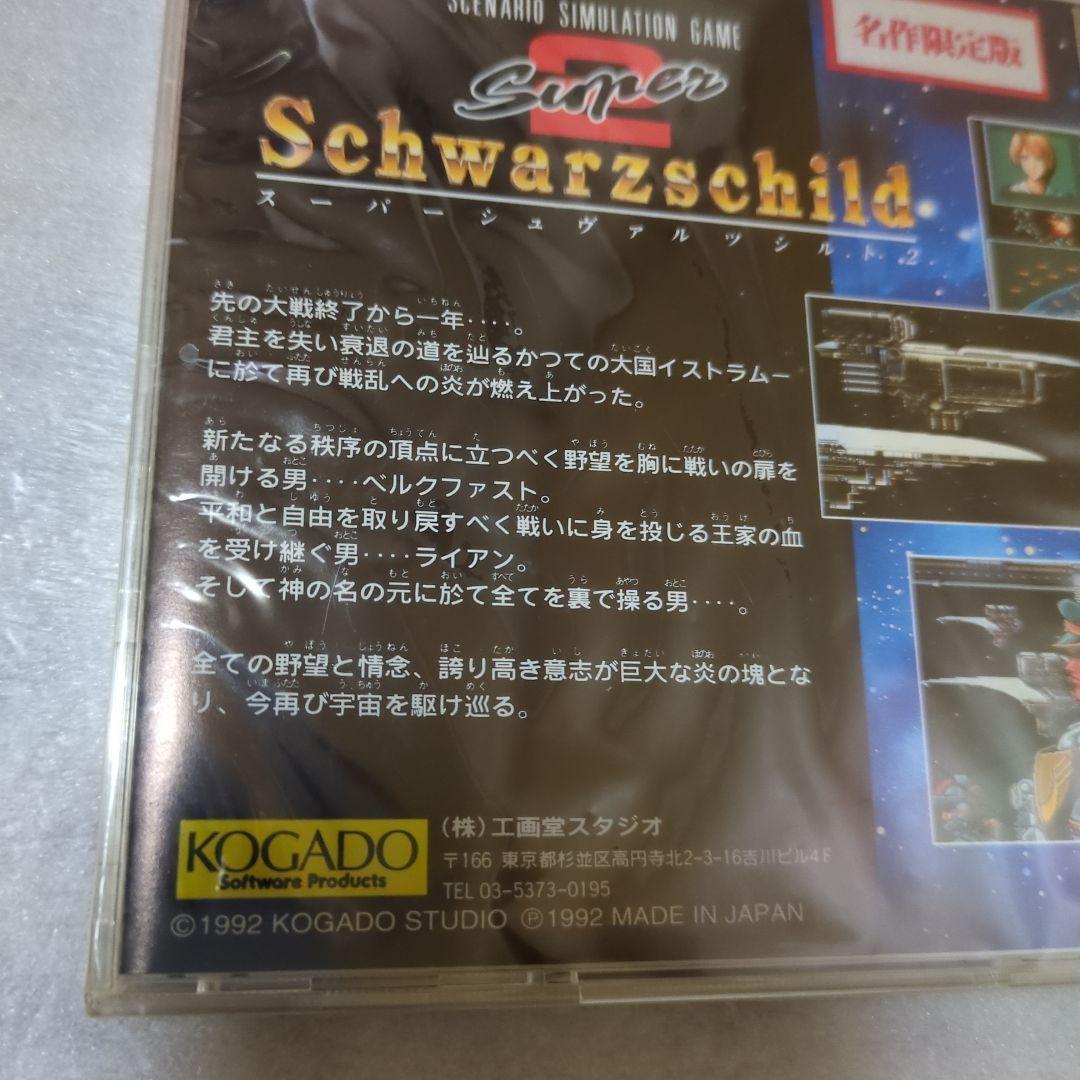 SCENARIO SIMULATION GAME
名作限定版
Super 2
Schwarzschild
スーパーシュヴァルツシルト2
先の大戦終了から一年‥‥。
君主を失い衰退の道を辿るかつての大国イストラムー
に於て再び戦乱への炎が燃え上がった。
新たなる秩序の頂点に立つべく野望を胸に戦いの扉を
開ける男‥‥ベルクファスト。
平和と自由を取り戻すべく戦いに身を投じる王家の血
を受け継ぐ男‥‥ライアン。
そして神の名の元に於て全てを裏で操る男‥‥。
全ての野望と情念、誇り高き意志が巨大な炎の塊とな
り、今再び宇宙を駆け巡る。
KOGADO
Software Products
(株)工画堂スタジオ
〒166 東京都杉並区高円寺北2-3-16吉川ビル4F
TEL 03-5373-0195
©1992 KOGADO STUDIO ℗1992 MADE IN JAPAN